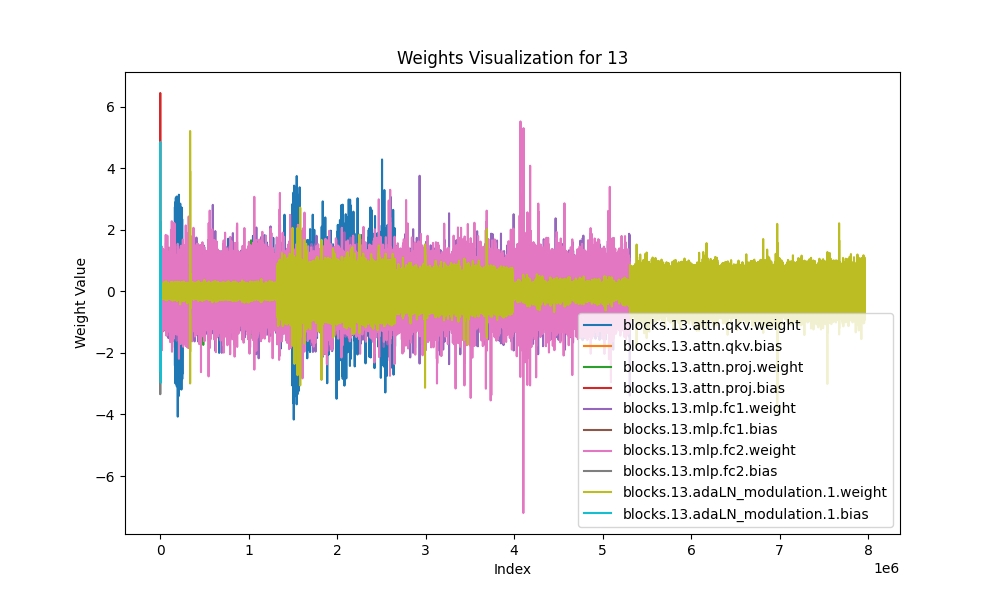 Weights Visualization for 13
Weight Value
6
4
2
0
−2
−4
−6
blocks.13.attn.qkv.weight
blocks.13.attn.qkv.bias
blocks.13.attn.proj.weight
blocks.13.attn.proj.bias
blocks.13.mlp.fc1.weight
blocks.13.mlp.fc1.bias
blocks.13.mlp.fc2.weight
blocks.13.mlp.fc2.bias
blocks.13.adaLN_modulation.1.weight
blocks.13.adaLN_modulation.1.bias
0 1 2 3 4 5 6 7 8
1e6
Index